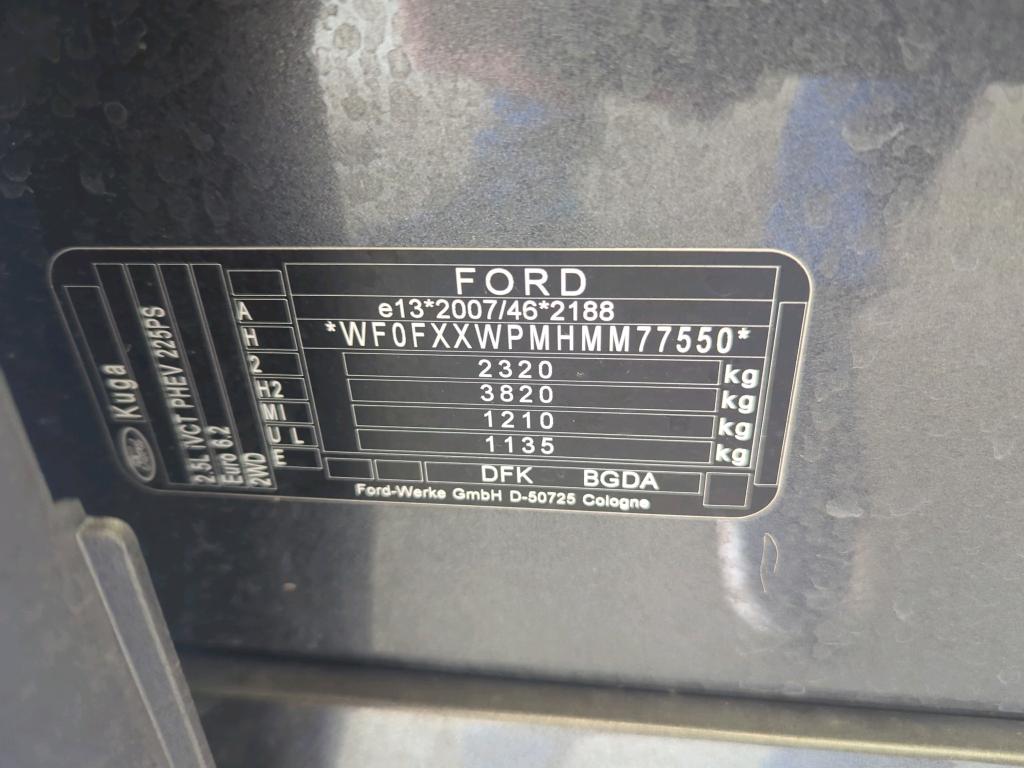 FORD
e13*2007/46*2188
*WF0FXXWPMHMM77550*
2320 kg
3820 kg
1210 kg
1135 kg
DFK BGDA
Ford-Werke GmbH D-50725 Cologne
A
H
2
H2
MI
U L
F
Ford Kuga
2.5L iVCT PHEV 225PS
Euro 6.2
2WD